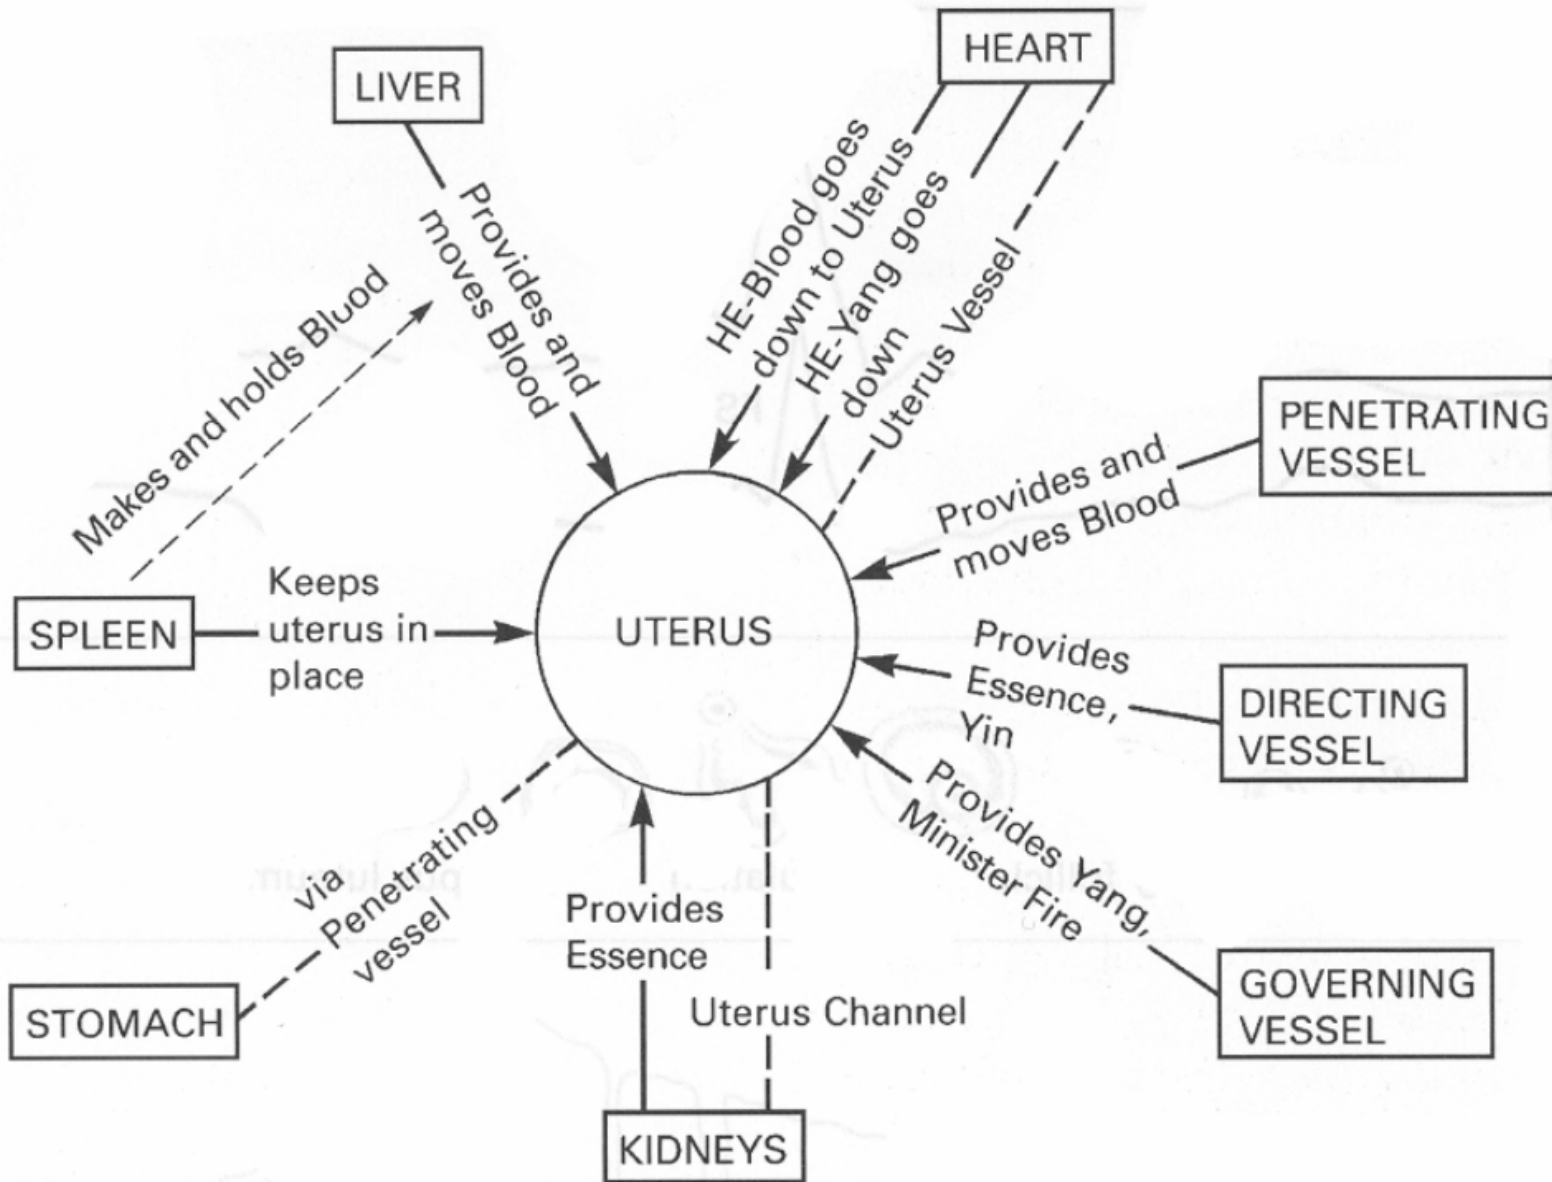 LIVER
HEART
Provides and
moves Blood
HE-Blood goes
down to Uterus
HE-Yang goes
down
Uterus Vessel
PENETRATING
VESSEL
Provides and
moves Blood
Makes and holds Blood
SPLEEN
Keeps
uterus in
place
UTERUS
Provides
Essence,
Yin
DIRECTING
VESSEL
Provides Yang,
Minister Fire
GOVERNING
VESSEL
via
Penetrating
vessel
STOMACH
Provides
Essence
Uterus Channel
KIDNEYS